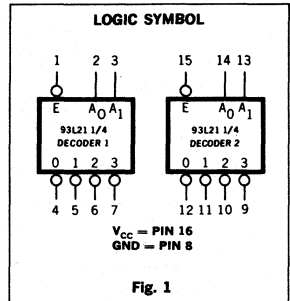 LOGIC SYMBOL
1 2 3 15 14 13
E A0 A1 E A0 A1
93L21 1/4 93L21 1/4
DECODER 1 DECODER 2
0 1 2 3 0 1 2 3
4 5 6 7 12 11 10 9
VCC = PIN 16
GND = PIN 8
Fig. 1